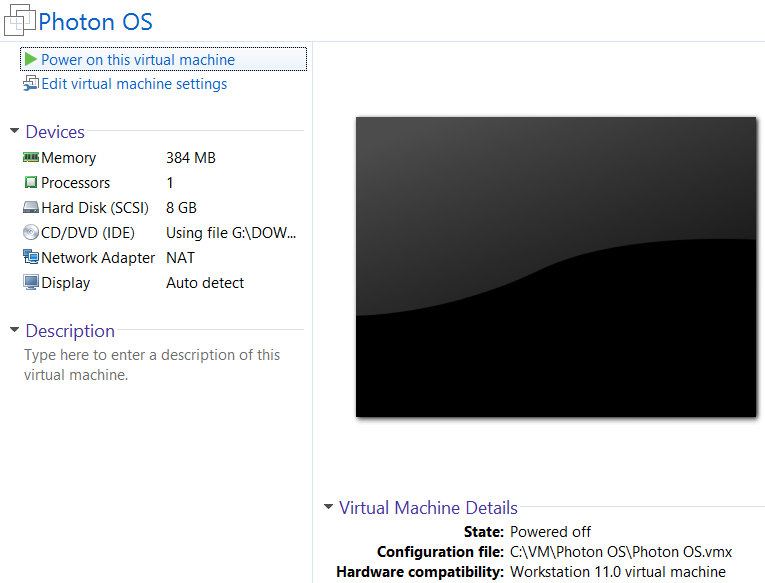 Photon OS
Power on this virtual machine
Edit virtual machine settings
Devices
Memory 384 MB
Processors 1
Hard Disk (SCSI) 8 GB
CD/DVD (IDE) Using file G:\DOW...
Network Adapter NAT
Display Auto detect
Description
Type here to enter a description of this
virtual machine.
Virtual Machine Details
State: Powered off
Configuration file: C:\VM\Photon OS\Photon OS.vmx
Hardware compatibility: Workstation 11.0 virtual machine